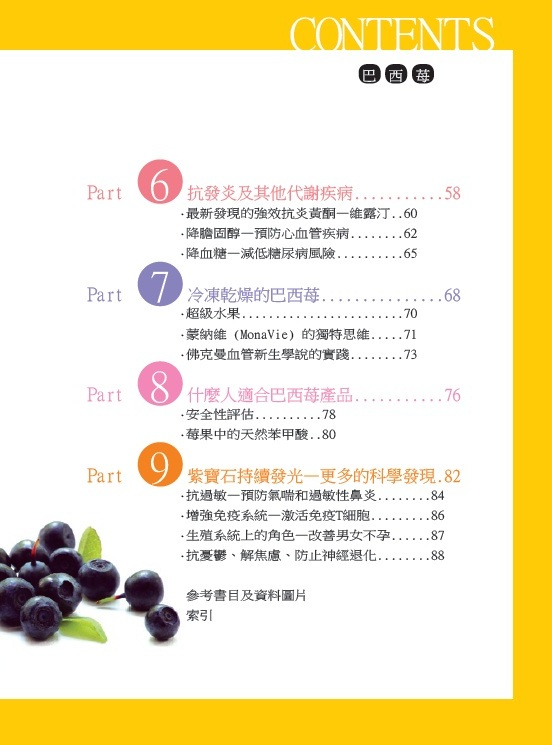 CONTENTS
巴西莓
Part 6 抗發炎及其他代謝疾病...........58
·最新發現的強效抗炎黃酮—維露汀..60
·降膽固醇—預防心血管疾病........62
·降血糖—減低糖尿病風險..........65
Part 7 冷凍乾燥的巴西莓...............68
·超級水果........................70
·蒙納維 (MonaVie) 的獨特思維.....71
·佛克曼血管新生學說的實踐........73
Part 8 什麼人適合巴西莓產品...........76
·安全性評估..........78
·莓果中的天然苯甲酸..80
Part 9 紫寶石持續發光—更多的科學發現.82
·抗過敏—預防氣喘和過敏性鼻炎........84
·增強免疫系統—激活免疫T細胞.........86
·生殖系統上的角色—改善男女不孕......87
·抗憂鬱、解焦慮、防止神經退化........88
參考書目及資料圖片
索引